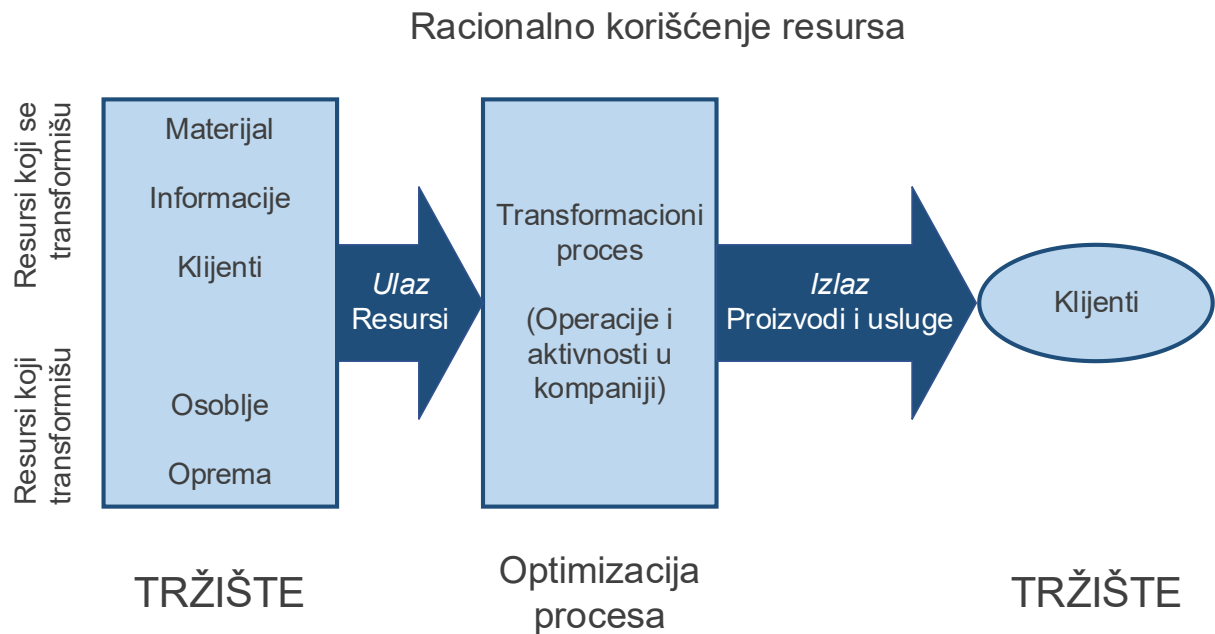 Racionalno korišćenje resursa
Resursi koji se
transformišu
Materijal
Informacije
Klijenti
Resursi koji
transformišu
Osoblje
Oprema
Ulaz
Resursi
Transformacioni
proces
(Operacije i
aktivnosti u
kompaniji)
Izlaz
Proizvodi i usluge
Klijenti
TRŽIŠTE
Optimizacija
procesa
TRŽIŠTE